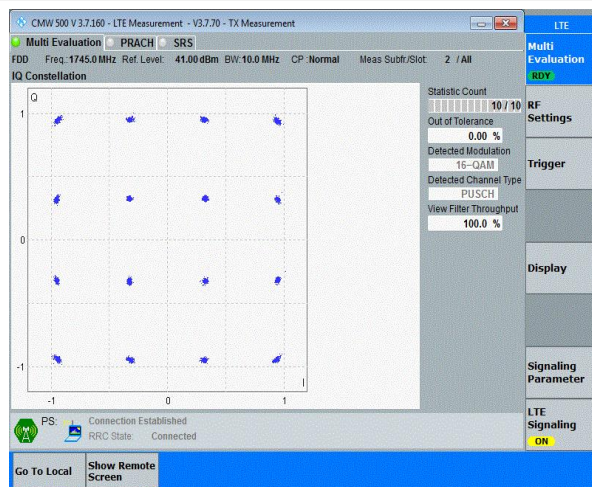 CMW 500 V 3.7.160 - LTE Measurement - V3.7.70 - TX Measurement
LTE
Multi Evaluation PRACH SRS
Multi
Evaluation
RDY
FDD Freq.:1745.0 MHz Ref. Level: 41.00 dBm BW:10.0 MHz CP :Normal Meas Subfr./Slot: 2 / All
IQ Constellation
Q
1
0
-1
-1 0 1
I
Statistic Count
10 / 10
Out of Tolerance
0.00 %
Detected Modulation
16-QAM
Detected Channel Type
PUSCH
View Filter Throughput
100.0 %
RF
Settings
Trigger
Display
Signaling
Parameter
LTE
Signaling
ON
PS: Connection Established
RRC State: Connected
Go To Local
Show Remote
Screen